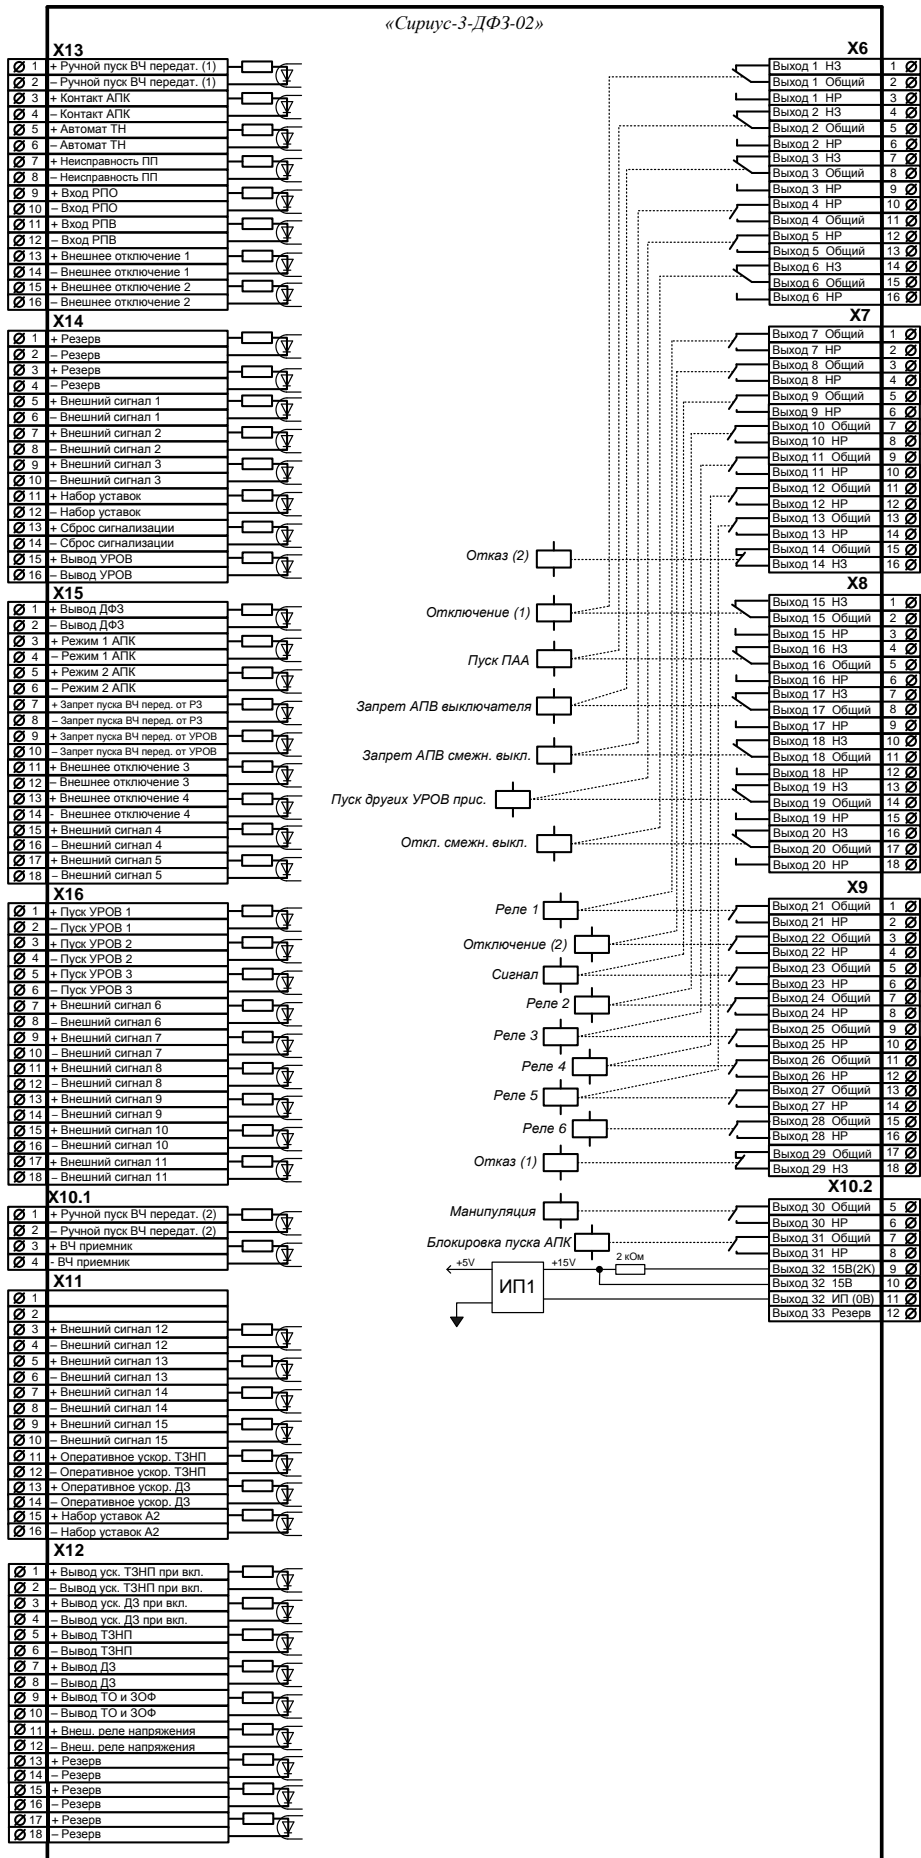 «Сириус-3-ДФЗ-02»
X13
1 + Ручной пуск ВЧ передат. (1)
2 – Ручной пуск ВЧ передат. (1)
3 + Контакт АПК
4 – Контакт АПК
5 + Автомат ТН
6 – Автомат ТН
7 + Неисправность ПП
8 – Неисправность ПП
9 + Вход РПО
10 – Вход РПО
11 + Вход РПВ
12 – Вход РПВ
13 + Внешнее отключение 1
14 – Внешнее отключение 1
15 + Внешнее отключение 2
16 – Внешнее отключение 2
X14
1 + Резерв
2 – Резерв
3 + Резерв
4 – Резерв
5 + Внешний сигнал 1
6 – Внешний сигнал 1
7 + Внешний сигнал 2
8 – Внешний сигнал 2
9 + Внешний сигнал 3
10 – Внешний сигнал 3
11 + Набор уставок
12 – Набор уставок
13 + Сброс сигнализации
14 – Сброс сигнализации
15 + Вывод УРОВ
16 – Вывод УРОВ
X15
1 + Вывод ДФЗ
2 – Вывод ДФЗ
3 + Режим 1 АПК
4 – Режим 1 АПК
5 + Режим 2 АПК
6 – Режим 2 АПК
7 + Запрет пуска ВЧ перед. от РЗ
8 – Запрет пуска ВЧ перед. от РЗ
9 + Запрет пуска ВЧ перед. от УРОВ
10 – Запрет пуска ВЧ перед. от УРОВ
11 + Внешнее отключение 3
12 – Внешнее отключение 3
13 + Внешнее отключение 4
14 - Внешнее отключение 4
15 + Внешний сигнал 4
16 – Внешний сигнал 4
17 + Внешний сигнал 5
18 – Внешний сигнал 5
X16
1 + Пуск УРОВ 1
2 – Пуск УРОВ 1
3 + Пуск УРОВ 2
4 – Пуск УРОВ 2
5 + Пуск УРОВ 3
6 – Пуск УРОВ 3
7 + Внешний сигнал 6
8 – Внешний сигнал 6
9 + Внешний сигнал 7
10 – Внешний сигнал 7
11 + Внешний сигнал 8
12 – Внешний сигнал 8
13 + Внешний сигнал 9
14 – Внешний сигнал 9
15 + Внешний сигнал 10
16 – Внешний сигнал 10
17 + Внешний сигнал 11
18 – Внешний сигнал 11
X10.1
1 + Ручной пуск ВЧ передат. (2)
2 – Ручной пуск ВЧ передат. (2)
3 + ВЧ приемник
4 - ВЧ приемник
X11
1
2
3 + Внешний сигнал 12
4 – Внешний сигнал 12
5 + Внешний сигнал 13
6 – Внешний сигнал 13
7 + Внешний сигнал 14
8 – Внешний сигнал 14
9 + Внешний сигнал 15
10 – Внешний сигнал 15
11 + Оперативное ускор. ТЗНП
12 – Оперативное ускор. ТЗНП
13 + Оперативное ускор. ДЗ
14 – Оперативное ускор. ДЗ
15 + Набор уставок А2
16 – Набор уставок А2
X12
1 + Вывод уск. ТЗНП при вкл.
2 – Вывод уск. ТЗНП при вкл.
3 + Вывод уск. ДЗ при вкл.
4 – Вывод уск. ДЗ при вкл.
5 + Вывод ТЗНП
6 – Вывод ТЗНП
7 + Вывод ДЗ
8 – Вывод ДЗ
9 + Вывод ТО и ЗОФ
10 – Вывод ТО и ЗОФ
11 + Внеш. реле напряжения
12 – Внеш. реле напряжения
13 + Резерв
14 – Резерв
15 + Резерв
16 – Резерв
17 + Резерв
18 – Резерв
Отказ (2)
Отключение (1)
Пуск ПАА
Запрет АПВ выключателя
Запрет АПВ смежн. выкл.
Пуск других УРОВ прис.
Откл. смежн. выкл.
Реле 1
Отключение (2)
Сигнал
Реле 2
Реле 3
Реле 4
Реле 5
Реле 6
Отказ (1)
Манипуляция
Блокировка пуска АПК
+5V
ИП1
+15V
2 кОм
X6
Выход 1 НЗ 1
Выход 1 Общий 2
Выход 1 НР 3
Выход 2 НЗ 4
Выход 2 Общий 5
Выход 2 НР 6
Выход 3 НЗ 7
Выход 3 Общий 8
Выход 3 НР 9
Выход 4 НР 10
Выход 4 Общий 11
Выход 5 НР 12
Выход 5 Общий 13
Выход 6 НЗ 14
Выход 6 Общий 15
Выход 6 НР 16
X7
Выход 7 Общий 1
Выход 7 НР 2
Выход 8 Общий 3
Выход 8 НР 4
Выход 9 Общий 5
Выход 9 НР 6
Выход 10 Общий 7
Выход 10 НР 8
Выход 11 Общий 9
Выход 11 НР 10
Выход 12 Общий 11
Выход 12 НР 12
Выход 13 Общий 13
Выход 13 НР 14
Выход 14 Общий 15
Выход 14 НЗ 16
X8
Выход 15 НЗ 1
Выход 15 Общий 2
Выход 15 НР 3
Выход 16 НЗ 4
Выход 16 Общий 5
Выход 16 НР 6
Выход 17 НЗ 7
Выход 17 Общий 8
Выход 17 НР 9
Выход 18 НЗ 10
Выход 18 Общий 11
Выход 18 НР 12
Выход 19 НЗ 13
Выход 19 Общий 14
Выход 19 НР 15
Выход 20 НЗ 16
Выход 20 Общий 17
Выход 20 НР 18
X9
Выход 21 Общий 1
Выход 21 НР 2
Выход 22 Общий 3
Выход 22 НР 4
Выход 23 Общий 5
Выход 23 НР 6
Выход 24 Общий 7
Выход 24 НР 8
Выход 25 Общий 9
Выход 25 НР 10
Выход 26 Общий 11
Выход 26 НР 12
Выход 27 Общий 13
Выход 27 НР 14
Выход 28 Общий 15
Выход 28 НР 16
Выход 29 Общий 17
Выход 29 НЗ 18
X10.2
Выход 30 Общий 5
Выход 30 НР 6
Выход 31 Общий 7
Выход 31 НР 8
Выход 32 15В(2K) 9
Выход 32 15В 10
Выход 32 ИП (0В) 11
Выход 33 Резерв 12